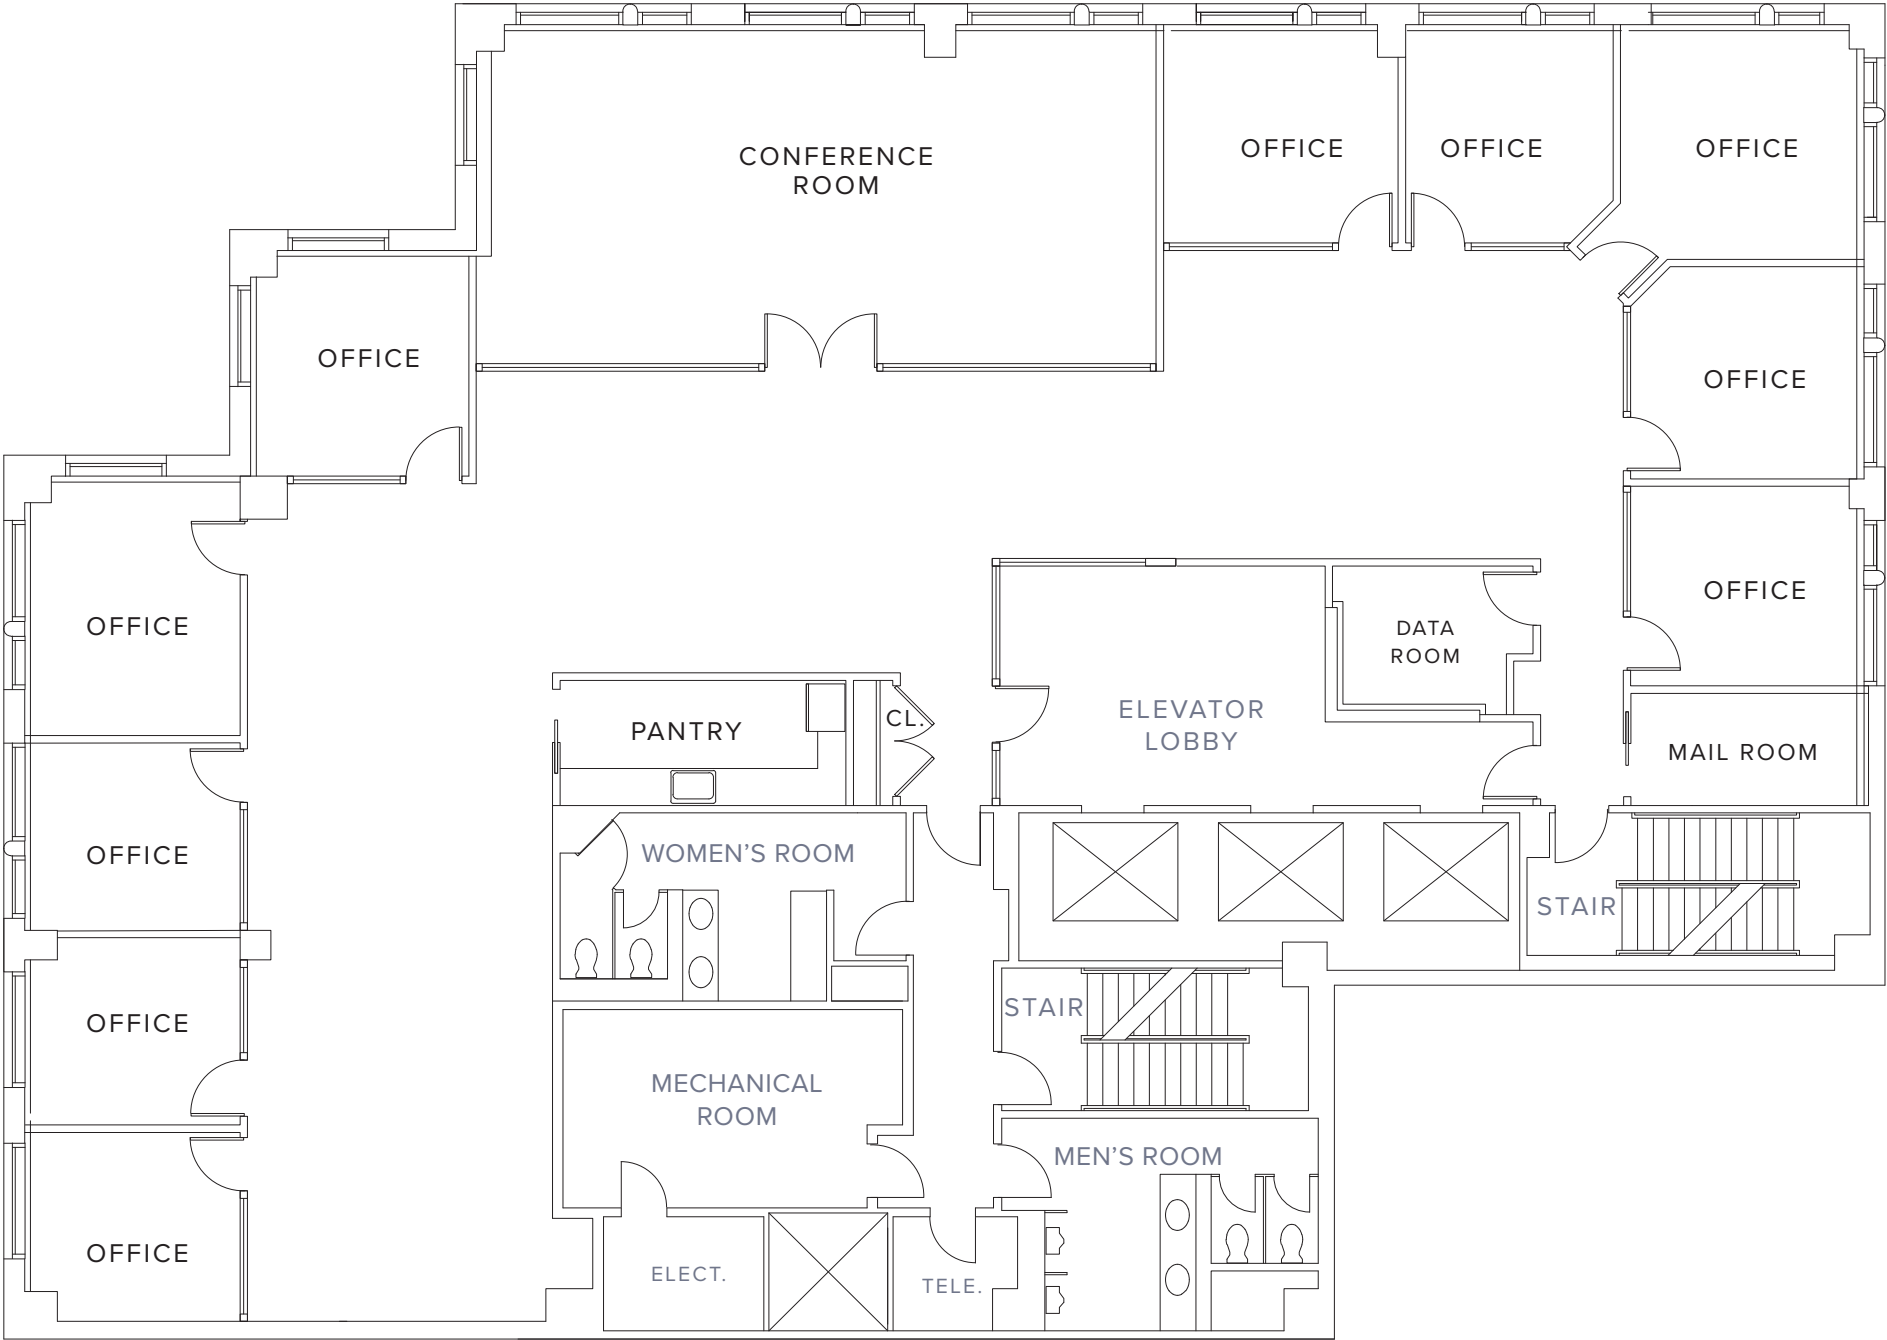 CONFERENCE
ROOM
OFFICE
OFFICE
OFFICE
OFFICE
OFFICE
OFFICE
OFFICE
DATA
ROOM
ELEVATOR
LOBBY
CL.
PANTRY
MAIL ROOM
OFFICE
WOMEN'S ROOM
STAIR
OFFICE
STAIR
MECHANICAL
ROOM
MEN'S ROOM
OFFICE
ELECT.
TELE.